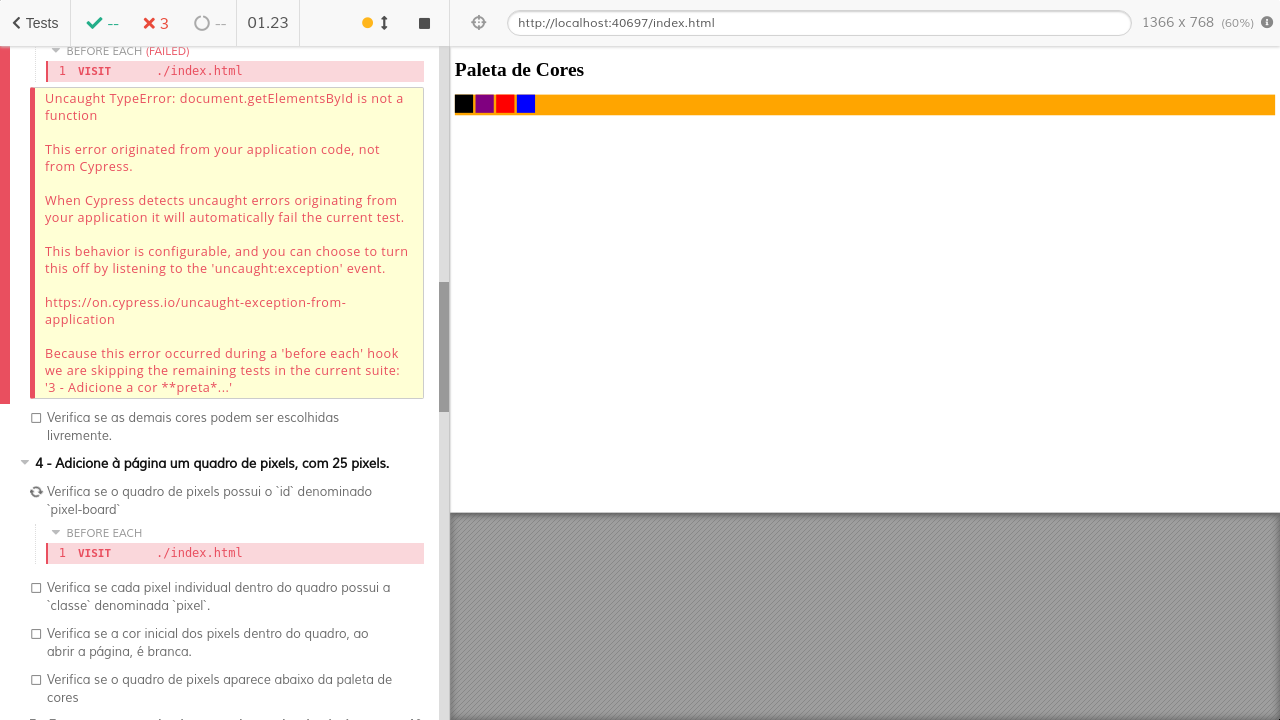 Tests -- 3 -- 01.23 http://localhost:40697/index.html 1366 x 768 (60%)
BEFORE EACH (FAILED)
1 VISIT ./index.html
Uncaught TypeError: document.getElementsById is not a
function
This error originated from your application code, not
from Cypress.
When Cypress detects uncaught errors originating from
your application it will automatically fail the current test.
This behavior is configurable, and you can choose to turn
this off by listening to the 'uncaught:exception' event.
https://on.cypress.io/uncaught-exception-from-
application
Because this error occurred during a 'before each' hook
we are skipping the remaining tests in the current suite:
'3 - Adicione a cor **preta*...'
Verifica se as demais cores podem ser escolhidas
livremente.
4 - Adicione à página um quadro de pixels, com 25 pixels.
Verifica se o quadro de pixels possui o `id` denominado
`pixel-board`
BEFORE EACH
1 VISIT ./index.html
Verifica se cada pixel individual dentro do quadro possui a
`classe` denominada `pixel`.
Verifica se a cor inicial dos pixels dentro do quadro, ao
abrir a página, é branca.
Verifica se o quadro de pixels aparece abaixo da paleta de
cores
Paleta de Cores